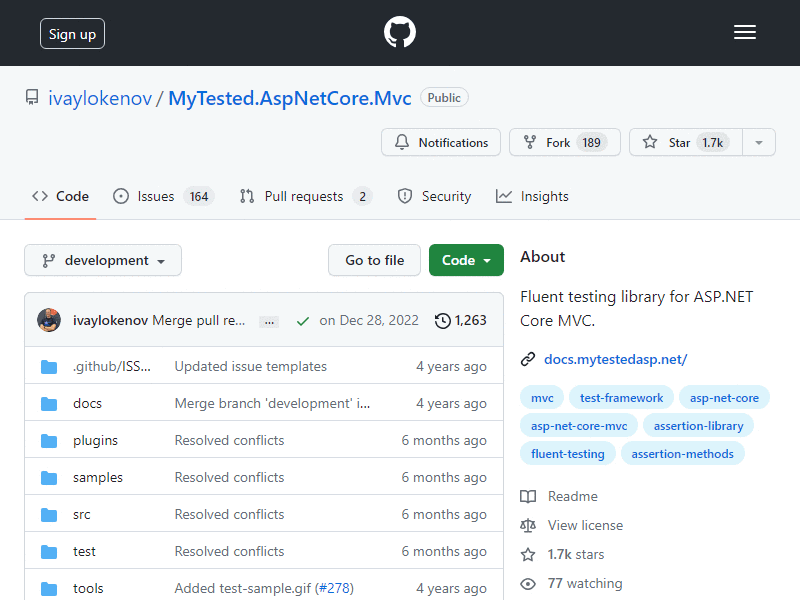 Sign up
ivaylokenov / MyTested.AspNetCore.Mvc Public
Notifications Fork 189 Star 1.7k
Code Issues 164 Pull requests 2 Security Insights
development Go to file Code
ivaylokenov Merge pull re... ... on Dec 28, 2022 1,263
.github/ISS... Updated issue templates 4 years ago
docs Merge branch 'development' i... 4 years ago
plugins Resolved conflicts 6 months ago
samples Resolved conflicts 6 months ago
src Resolved conflicts 6 months ago
test Resolved conflicts 6 months ago
tools Added test-sample.gif (#278) 4 years ago
About
Fluent testing library for ASP.NET
Core MVC.
docs.mytestedasp.net/
mvc test-framework asp-net-core
asp-net-core-mvc assertion-library
fluent-testing assertion-methods
Readme
View license
1.7k stars
77 watching